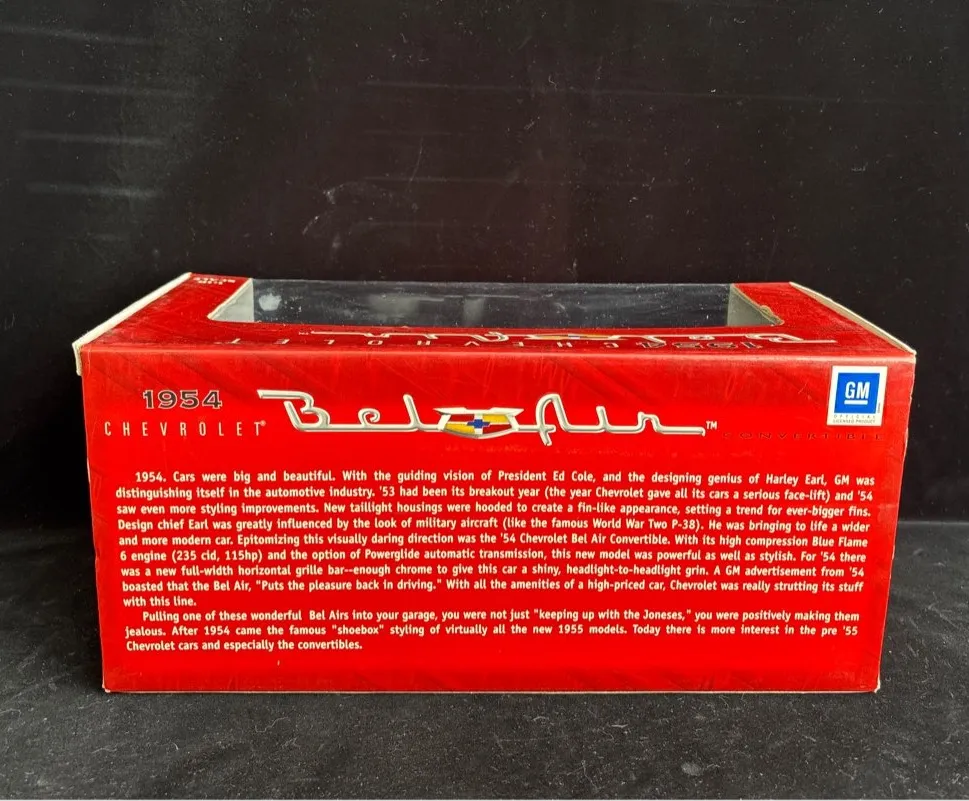 1954 CHEVROLET
1954
CHEVROLET®
Bel Air™
CONVERTIBLE
GM
OFFICIAL
LICENSED PRODUCT
1954. Cars were big and beautiful. With the guiding vision of President Ed Cole, and the designing genius of Harley Earl, GM was
distinguishing itself in the automotive industry. '53 had been its breakout year (the year Chevrolet gave all its cars a serious face-lift) and '54
saw even more styling improvements. New taillight housings were hooded to create a fin-like appearance, setting a trend for ever-bigger fins.
Design chief Earl was greatly influenced by the look of military aircraft (like the famous World War Two P-38). He was bringing to life a wider
and more modern car. Epitomizing this visually daring direction was the '54 Chevrolet Bel Air Convertible. With its high compression Blue Flame
6 engine (235 cid, 115hp) and the option of Powerglide automatic transmission, this new model was powerful as well as stylish. For '54 there
was a new full-width horizontal grille bar--enough chrome to give this car a shiny, headlight-to-headlight grin. A GM advertisement from '54
boasted that the Bel Air, "Puts the pleasure back in driving." With all the amenities of a high-priced car, Chevrolet was really strutting its stuff
with this line.
Pulling one of these wonderful Bel Airs into your garage, you were not just "keeping up with the Joneses," you were positively making them
jealous. After 1954 came the famous "shoebox" styling of virtually all the new 1955 models. Today there is more interest in the pre '55
Chevrolet cars and especially the convertibles.